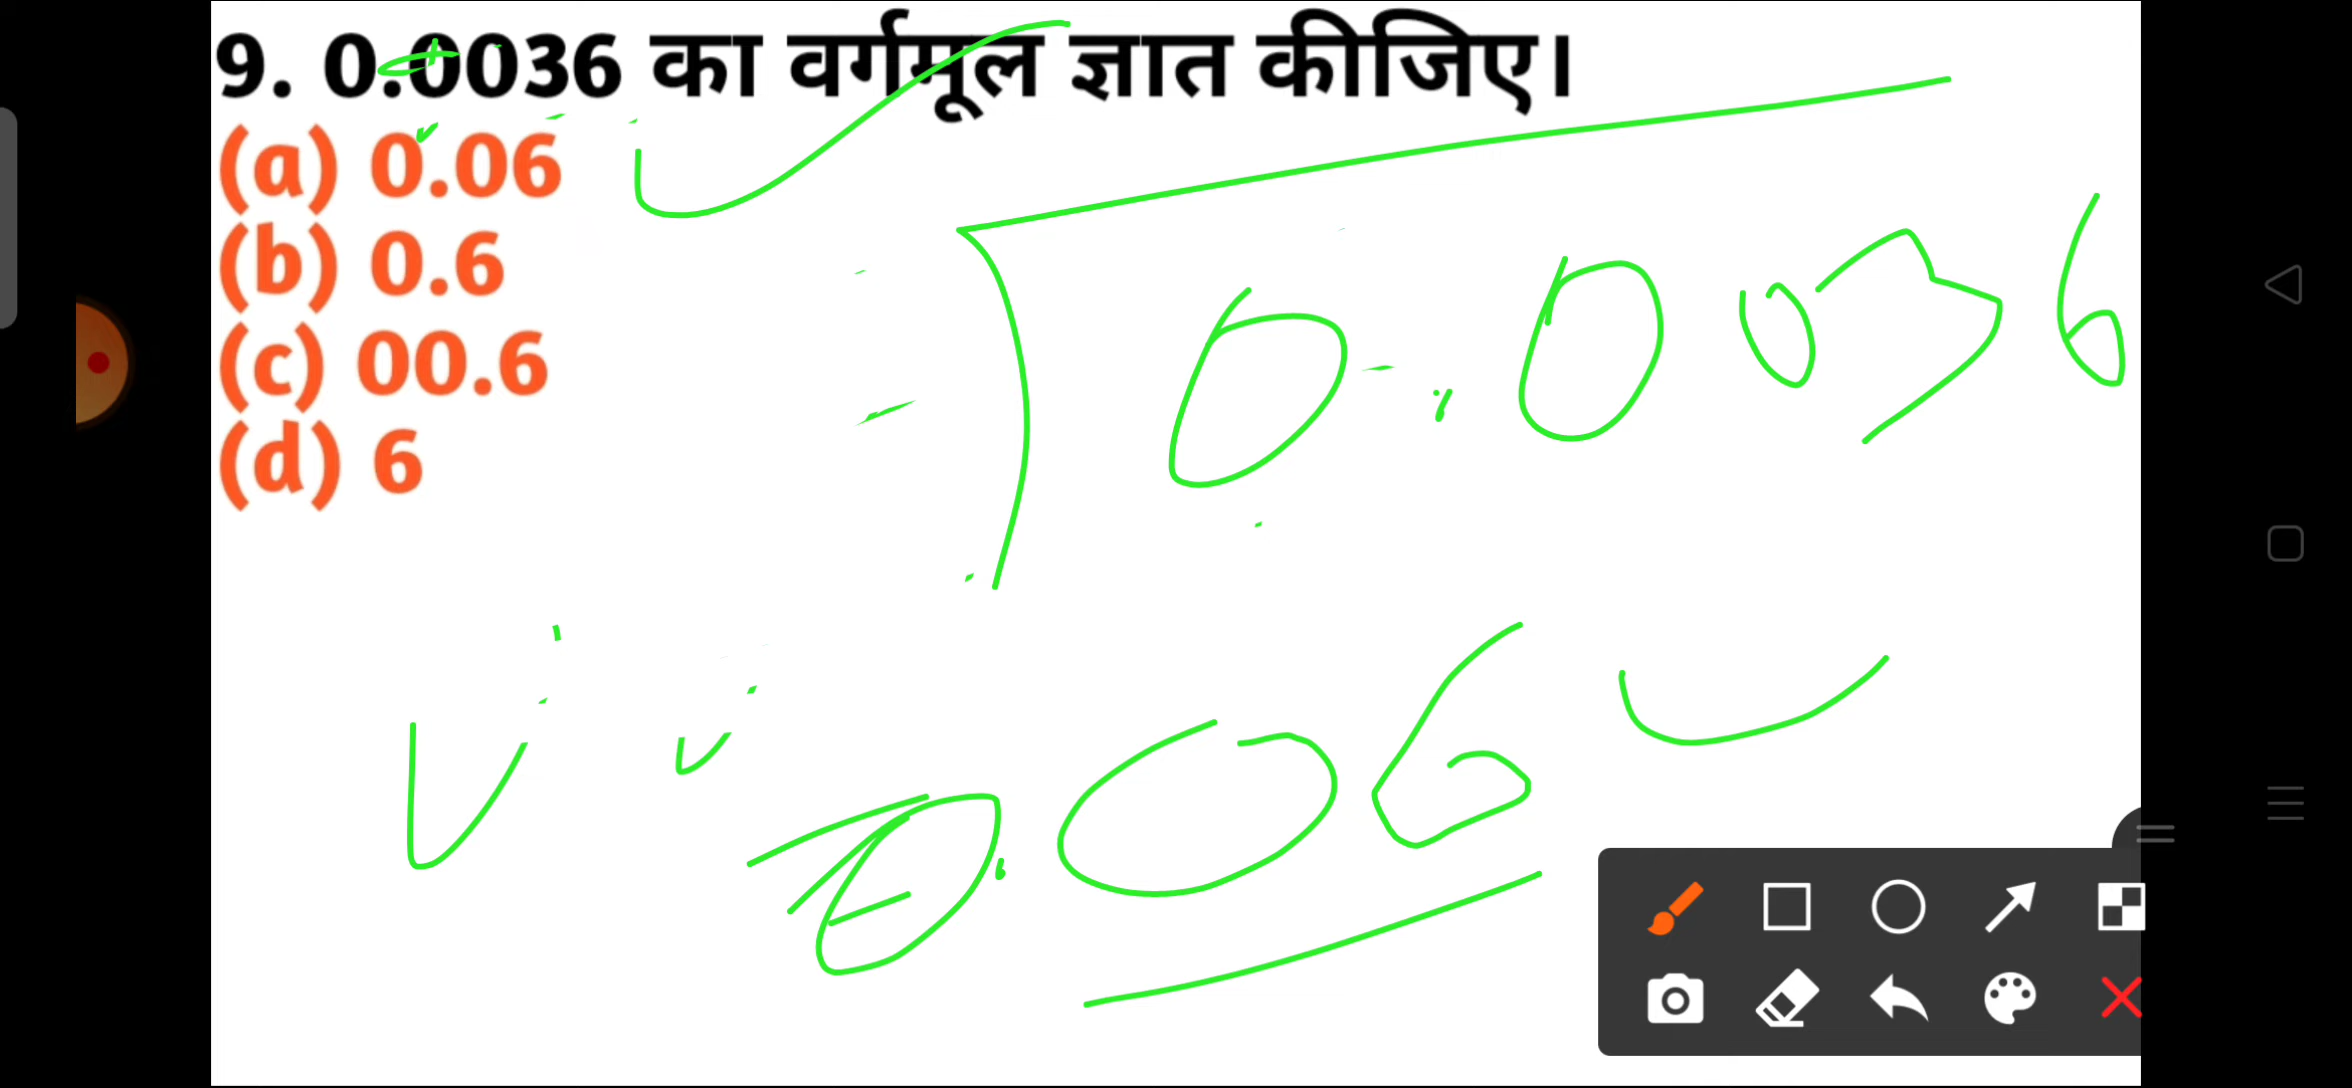 9. 0.0036 का वर्गमूल ज्ञात कीजिए।
(a) 0.06
(b) 0.6
(c) 00.6
(d) 6
0.0036
0.06